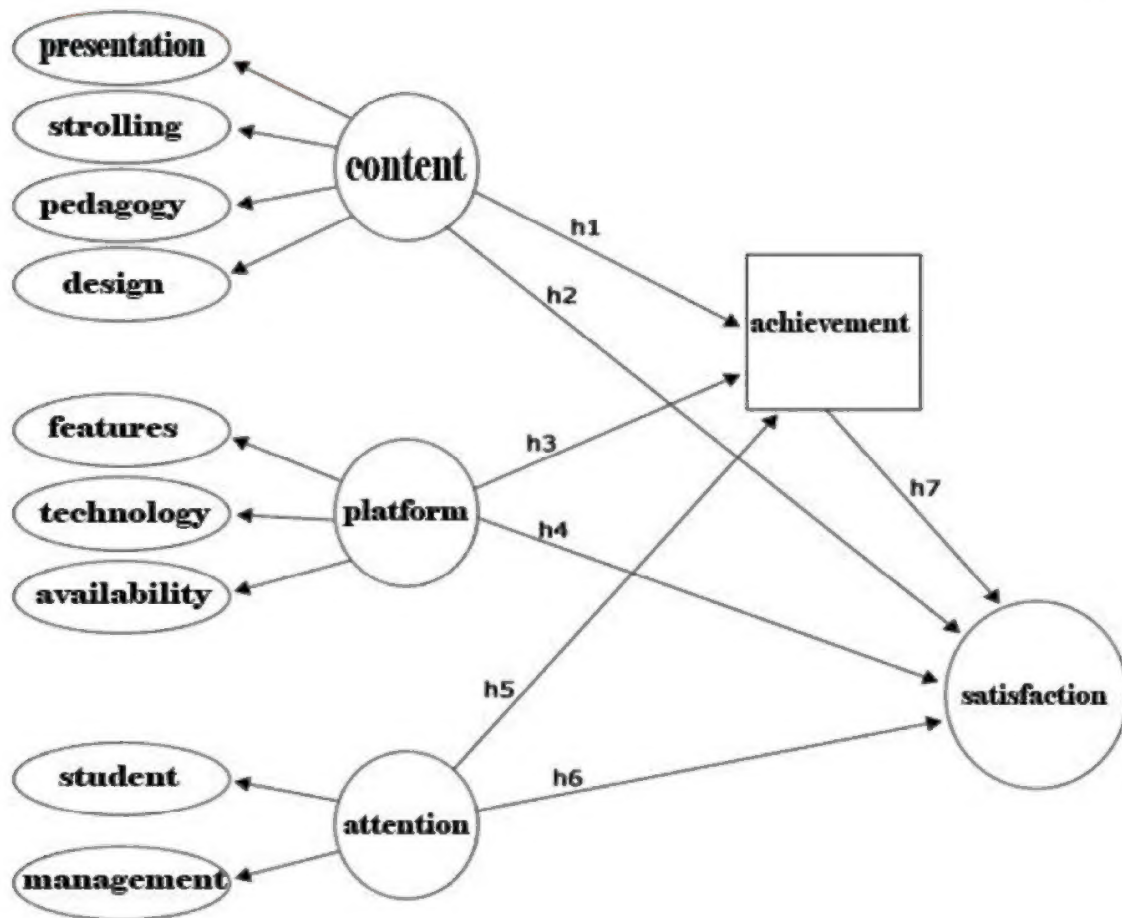 presentation
strolling
content
pedagogy
design
h1
h2
achievement
features
h3
technology
platform
h4
h7
availability
h5
satisfaction
student
h6
attention
management